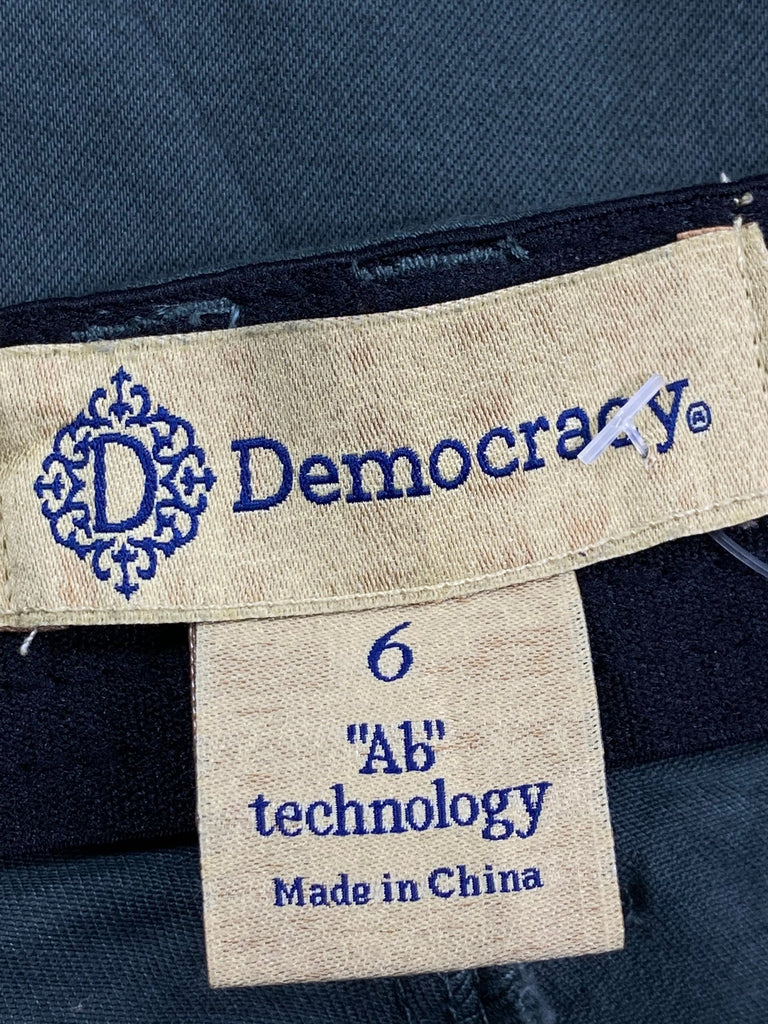 D Democracy®
6
"Ab"
technology
Made in China